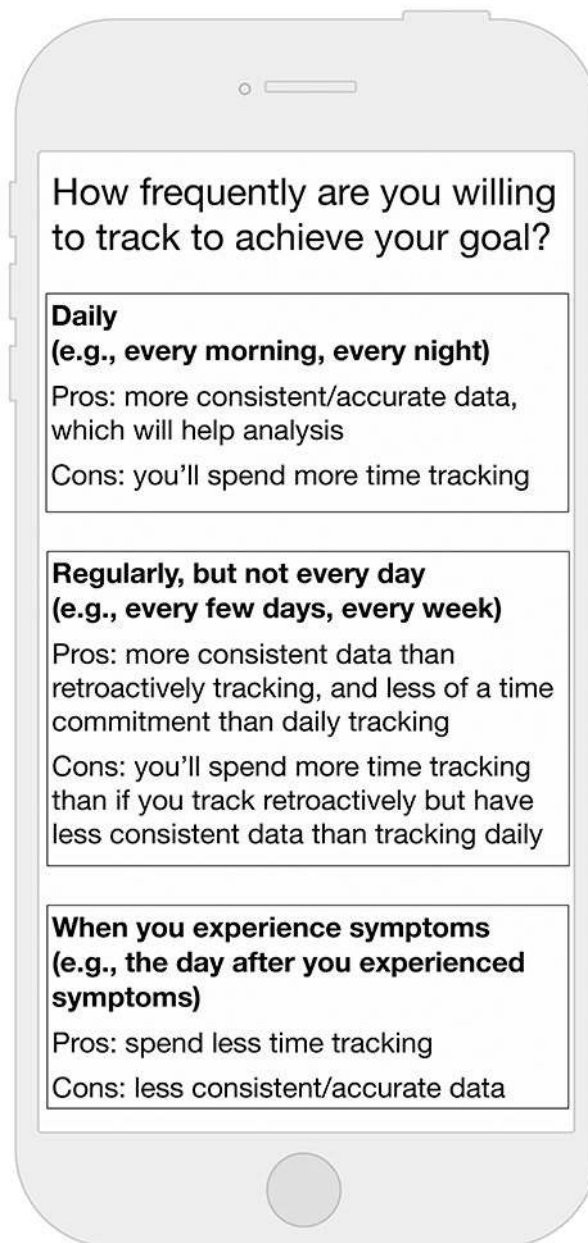 How frequently are you willing
to track to achieve your goal?
Daily
(e.g., every morning, every night)
Pros: more consistent/accurate data,
which will help analysis
Cons: you’ll spend more time tracking
Regularly, but not every day
(e.g., every few days, every week)
Pros: more consistent data than
retroactively tracking, and less of a time
commitment than daily tracking
Cons: you’ll spend more time tracking
than if you track retroactively but have
less consistent data than tracking daily
When you experience symptoms
(e.g., the day after you experienced
symptoms)
Pros: spend less time tracking
Cons: less consistent/accurate data